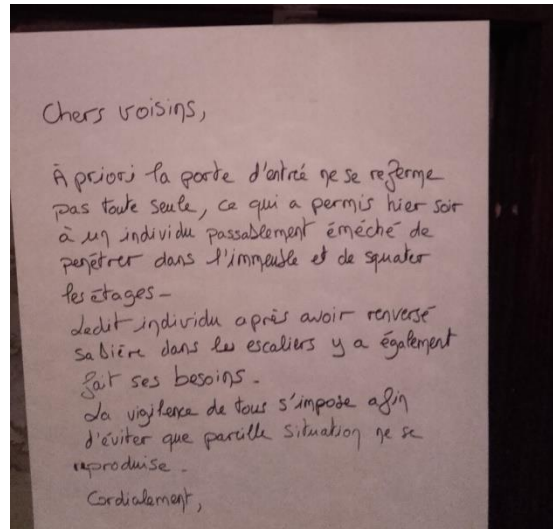 Chers voisins,
À priori la porte d'entrée ne se referme
pas toute seule, ce qui a permis hier soir
à un individu passablement éméché de
penétrer dans l'immeuble et de squater
les étages-
Ledit individu après avoir renversé
sa bière dans les escaliers y a également
fait ses besoins.
La vigilence de tous s'impose afin
d'éviter que pareille situation ne se
reproduise.
Cordialement,